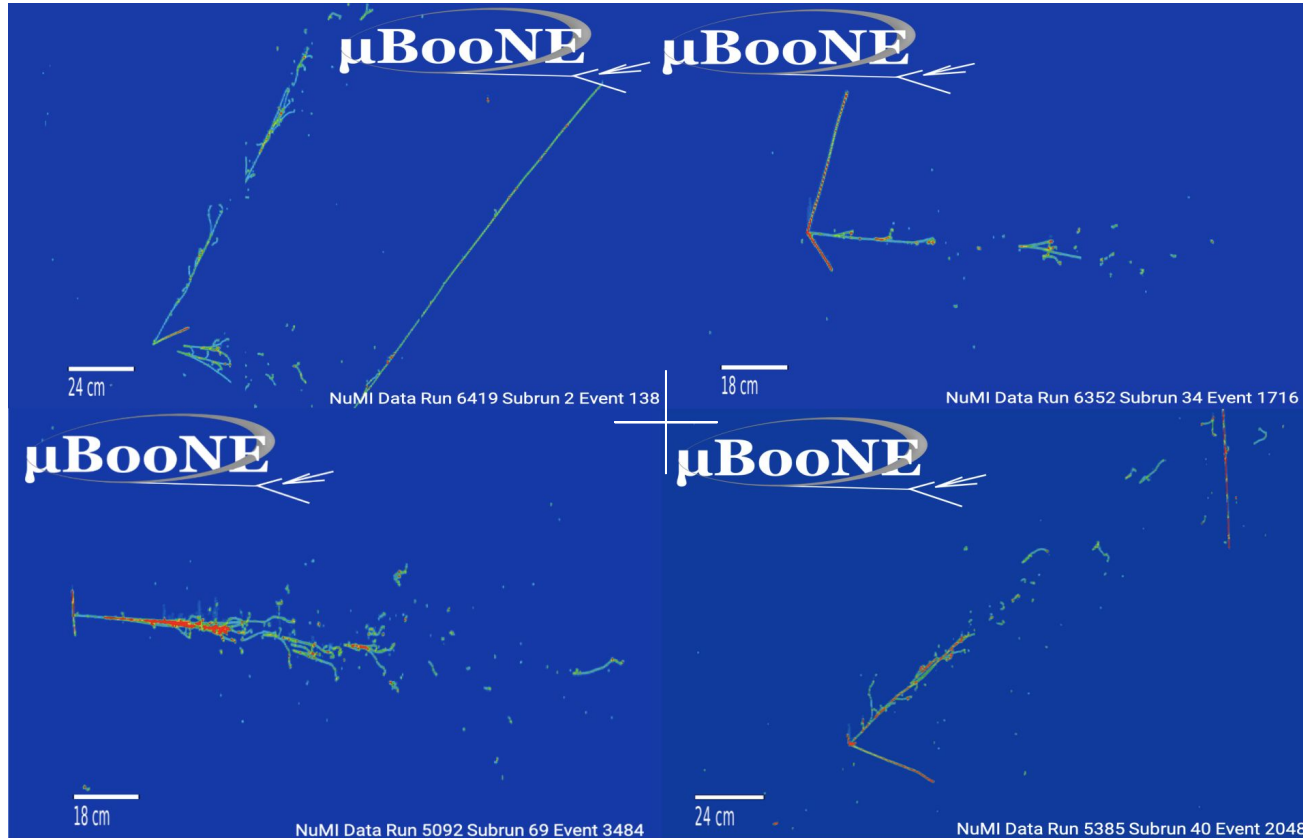 µBooNE
24 cm
NuMI Data Run 6419 Subrun 2 Event 138
µBooNE
18 cm
NuMI Data Run 6352 Subrun 34 Event 1716
µBooNE
18 cm
NuMI Data Run 5092 Subrun 69 Event 3484
µBooNE
24 cm
NuMI Data Run 5385 Subrun 40 Event 2048